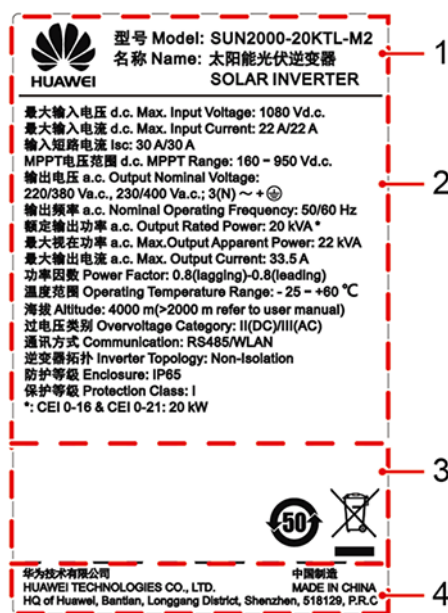 HUAWEI
型号 Model: SUN2000-20KTL-M2
名称 Name: 太阳能光伏逆变器
SOLAR INVERTER
1
最大输入电压 d.c. Max. Input Voltage: 1080 Vd.c.
最大输入电流 d.c. Max. Input Current: 22 A/22 A
输入短路电流 Isc: 30 A/30 A
MPPT电压范围 d.c. MPPT Range: 160 - 950 Vd.c.
输出电压 a.c. Output Nominal Voltage:
220/380 Va.c., 230/400 Va.c.; 3(N) ~ + ⏚
输出频率 a.c. Nominal Operating Frequency: 50/60 Hz
额定输出功率 a.c. Output Rated Power: 20 kVA *
最大视在功率 a.c. Max.Output Apparent Power: 22 kVA
最大输出电流 a.c. Max. Output Current: 33.5 A
功率因数 Power Factor: 0.8(lagging)-0.8(leading)
温度范围 Operating Temperature Range: - 25 - +60 ℃
海拔 Altitude: 4000 m(>2000 m refer to user manual)
过电压类别 Overvoltage Category: II(DC)/III(AC)
通讯方式 Communication: RS485/WLAN
逆变器拓扑 Inverter Topology: Non-Isolation
防护等级 Enclosure: IP65
保护等级 Protection Class: I
*: CEI 0-16 & CEI 0-21: 20 kW
2
50
3
华为技术有限公司 中国制造
HUAWEI TECHNOLOGIES CO., LTD. MADE IN CHINA
HQ of Huawei, Bantian, Longgang District, Shenzhen, 518129, P.R.C
4